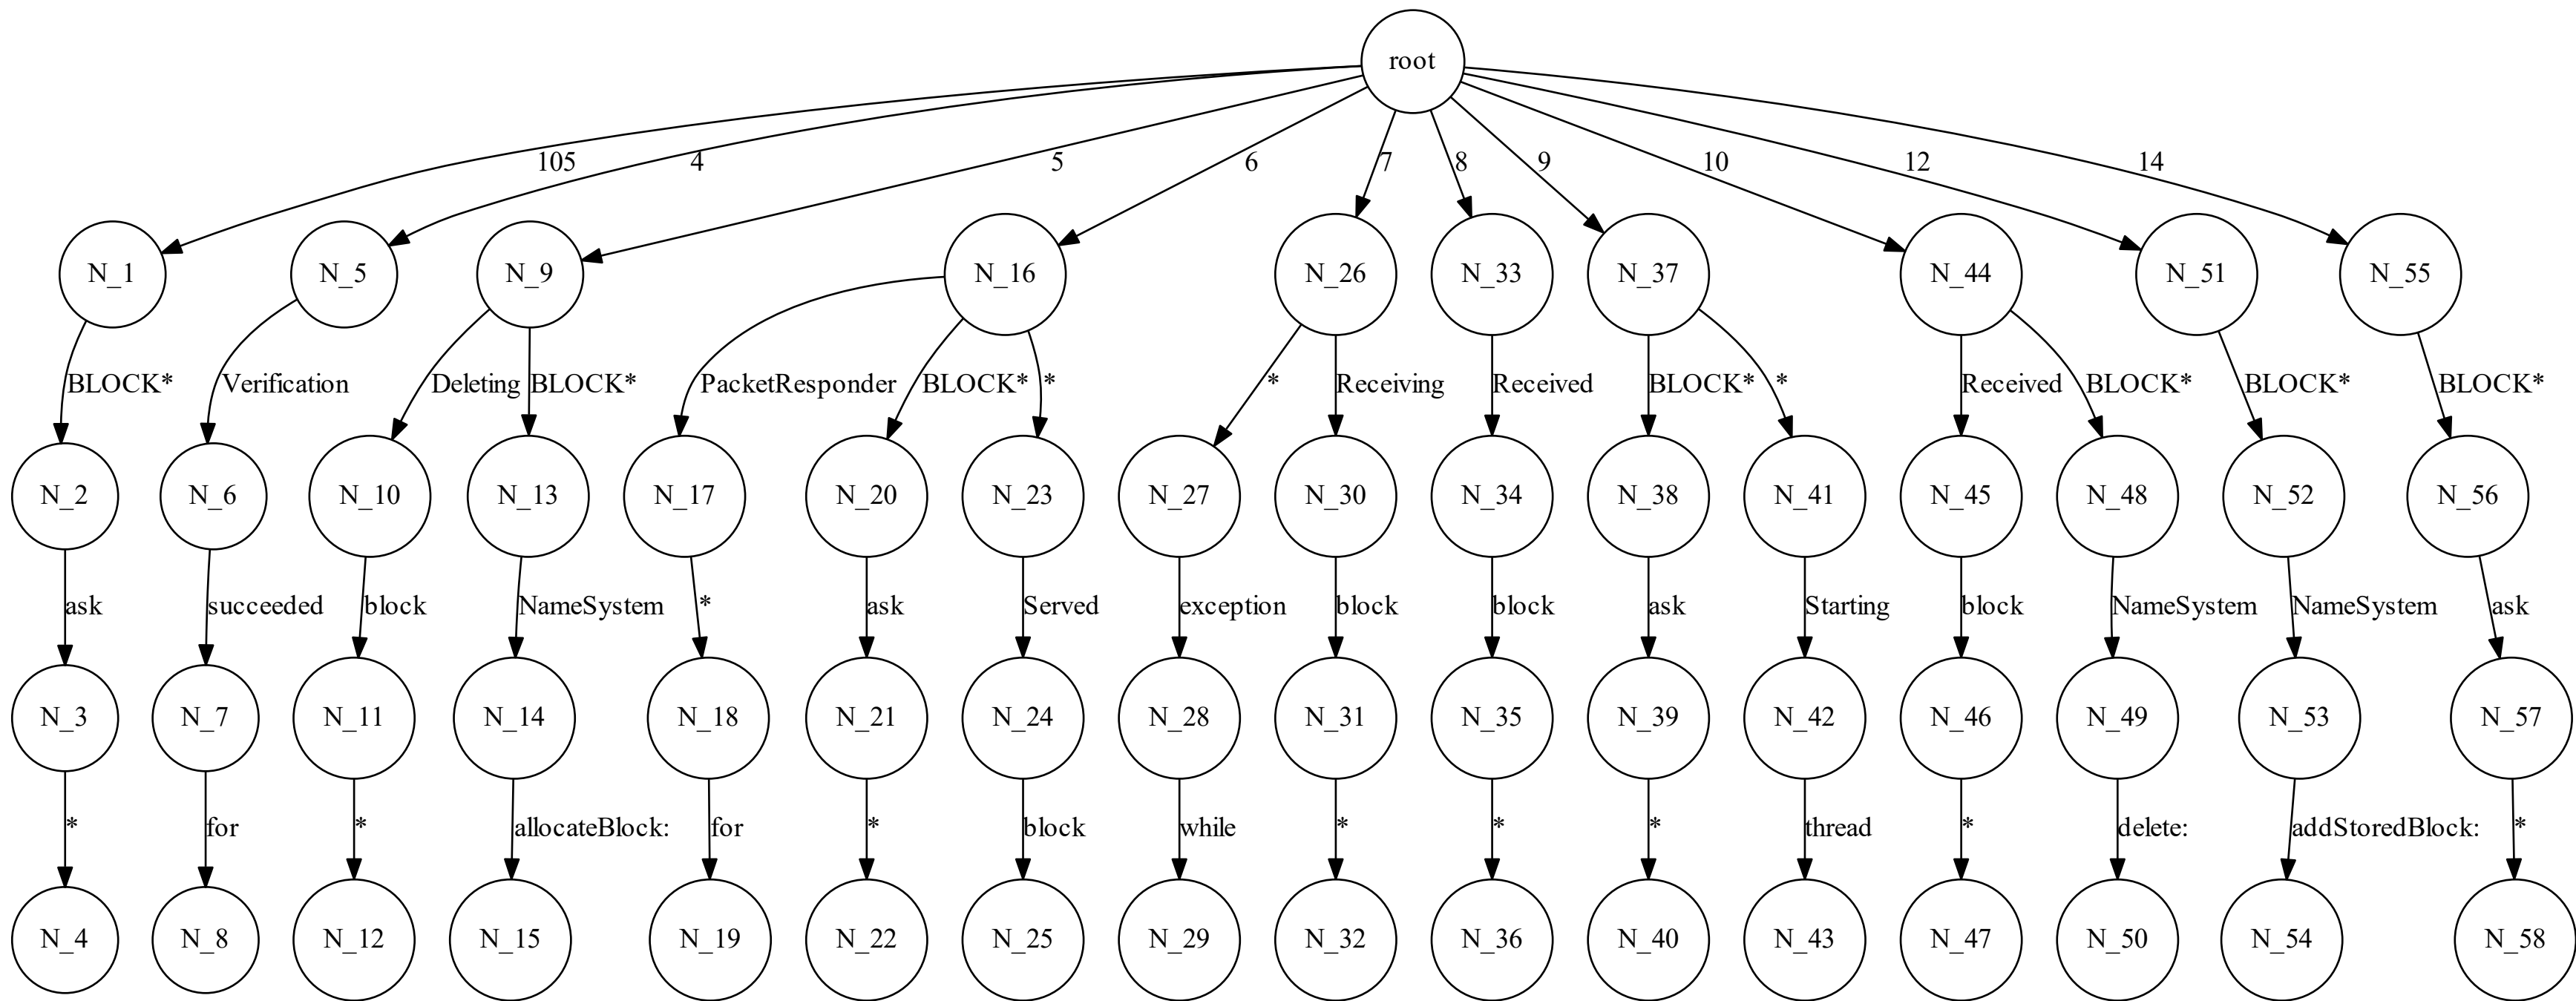 root
105 4 5 6 7 8 9 10 12 14
N_1 N_5 N_9 N_16 N_26 N_33 N_37 N_44 N_51 N_55
BLOCK* Verification Deleting BLOCK* PacketResponder BLOCK* * * Receiving Received BLOCK* * Received BLOCK* BLOCK* BLOCK*
N_2 N_6 N_10 N_13 N_17 N_20 N_23 N_27 N_30 N_34 N_38 N_41 N_45 N_48 N_52 N_56
ask succeeded block NameSystem * ask Served exception block block ask Starting block NameSystem NameSystem ask
N_3 N_7 N_11 N_14 N_18 N_21 N_24 N_28 N_31 N_35 N_39 N_42 N_46 N_49 N_53 N_57
* for * allocateBlock: for * block while * * * thread * delete: addStoredBlock: *
N_4 N_8 N_12 N_15 N_19 N_22 N_25 N_29 N_32 N_36 N_40 N_43 N_47 N_50 N_54 N_58